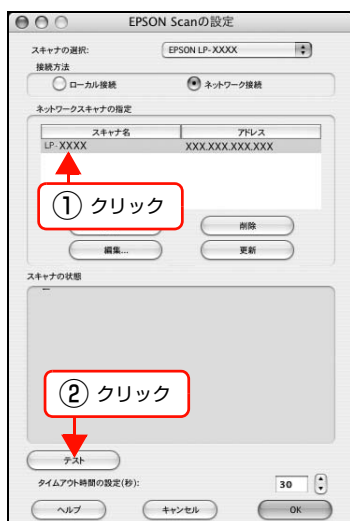 EPSON Scanの設定
スキャナの選択:
EPSON LP-XXXX
接続方法
ローカル接続
ネットワーク接続
ネットワークスキャナの指定
スキャナ名 アドレス
LP-XXXX XXX.XXX.XXX.XXX
① クリック
削除
編集... 更新
スキャナの状態
② クリック
テスト
タイムアウト時間の設定(秒): 30
ヘルプ キャンセル OK